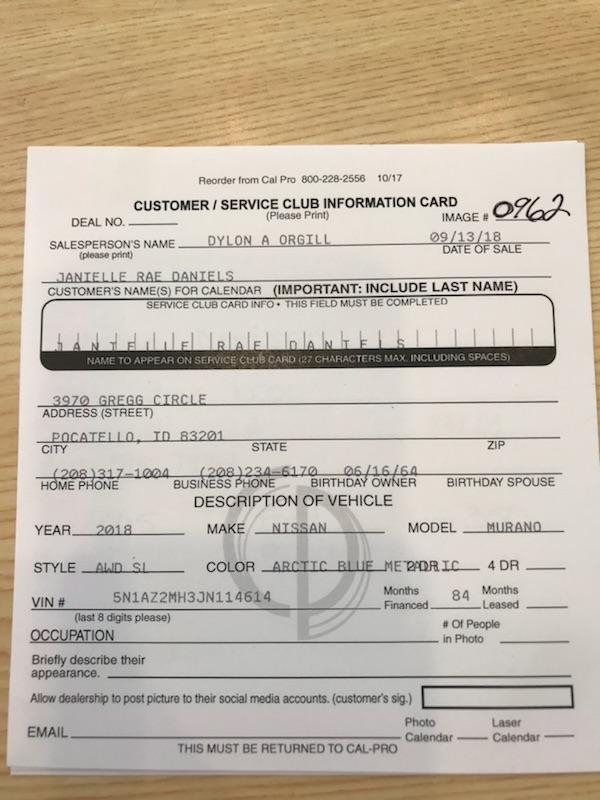 Reorder from Cal Pro 800-228-2556 10/17
CUSTOMER / SERVICE CLUB INFORMATION CARD
(Please Print)
DEAL NO. IMAGE # 0962
SALESPERSON'S NAME DYLON A ORGILL 09/13/18
(please print) DATE OF SALE
JANIELLE RAE DANIELS
CUSTOMER'S NAME(S) FOR CALENDAR (IMPORTANT: INCLUDE LAST NAME)
SERVICE CLUB CARD INFO • THIS FIELD MUST BE COMPLETED
JANIELLE RAE DANIELS
NAME TO APPEAR ON SERVICE CLUB CARD (27 CHARACTERS MAX. INCLUDING SPACES)
3970 GREGG CIRCLE
ADDRESS (STREET)
POCATELLO, ID 83201
CITY STATE ZIP
(208)317-1004 (208)234-6170 06/16/64
HOME PHONE BUSINESS PHONE BIRTHDAY OWNER BIRTHDAY SPOUSE
DESCRIPTION OF VEHICLE
YEAR 2018 MAKE NISSAN MODEL MURANO
STYLE AWD SL COLOR ARCTIC BLUE METALLIC 2 DR 4 DR
VIN # 5N1AZ2MH3JN114614 Months Financed 84 Months Leased
(last 8 digits please)
OCCUPATION # Of People in Photo
Briefly describe their
appearance.
Allow dealership to post picture to their social media accounts. (customer's sig.)
EMAIL Photo Calendar Laser Calendar
THIS MUST BE RETURNED TO CAL-PRO